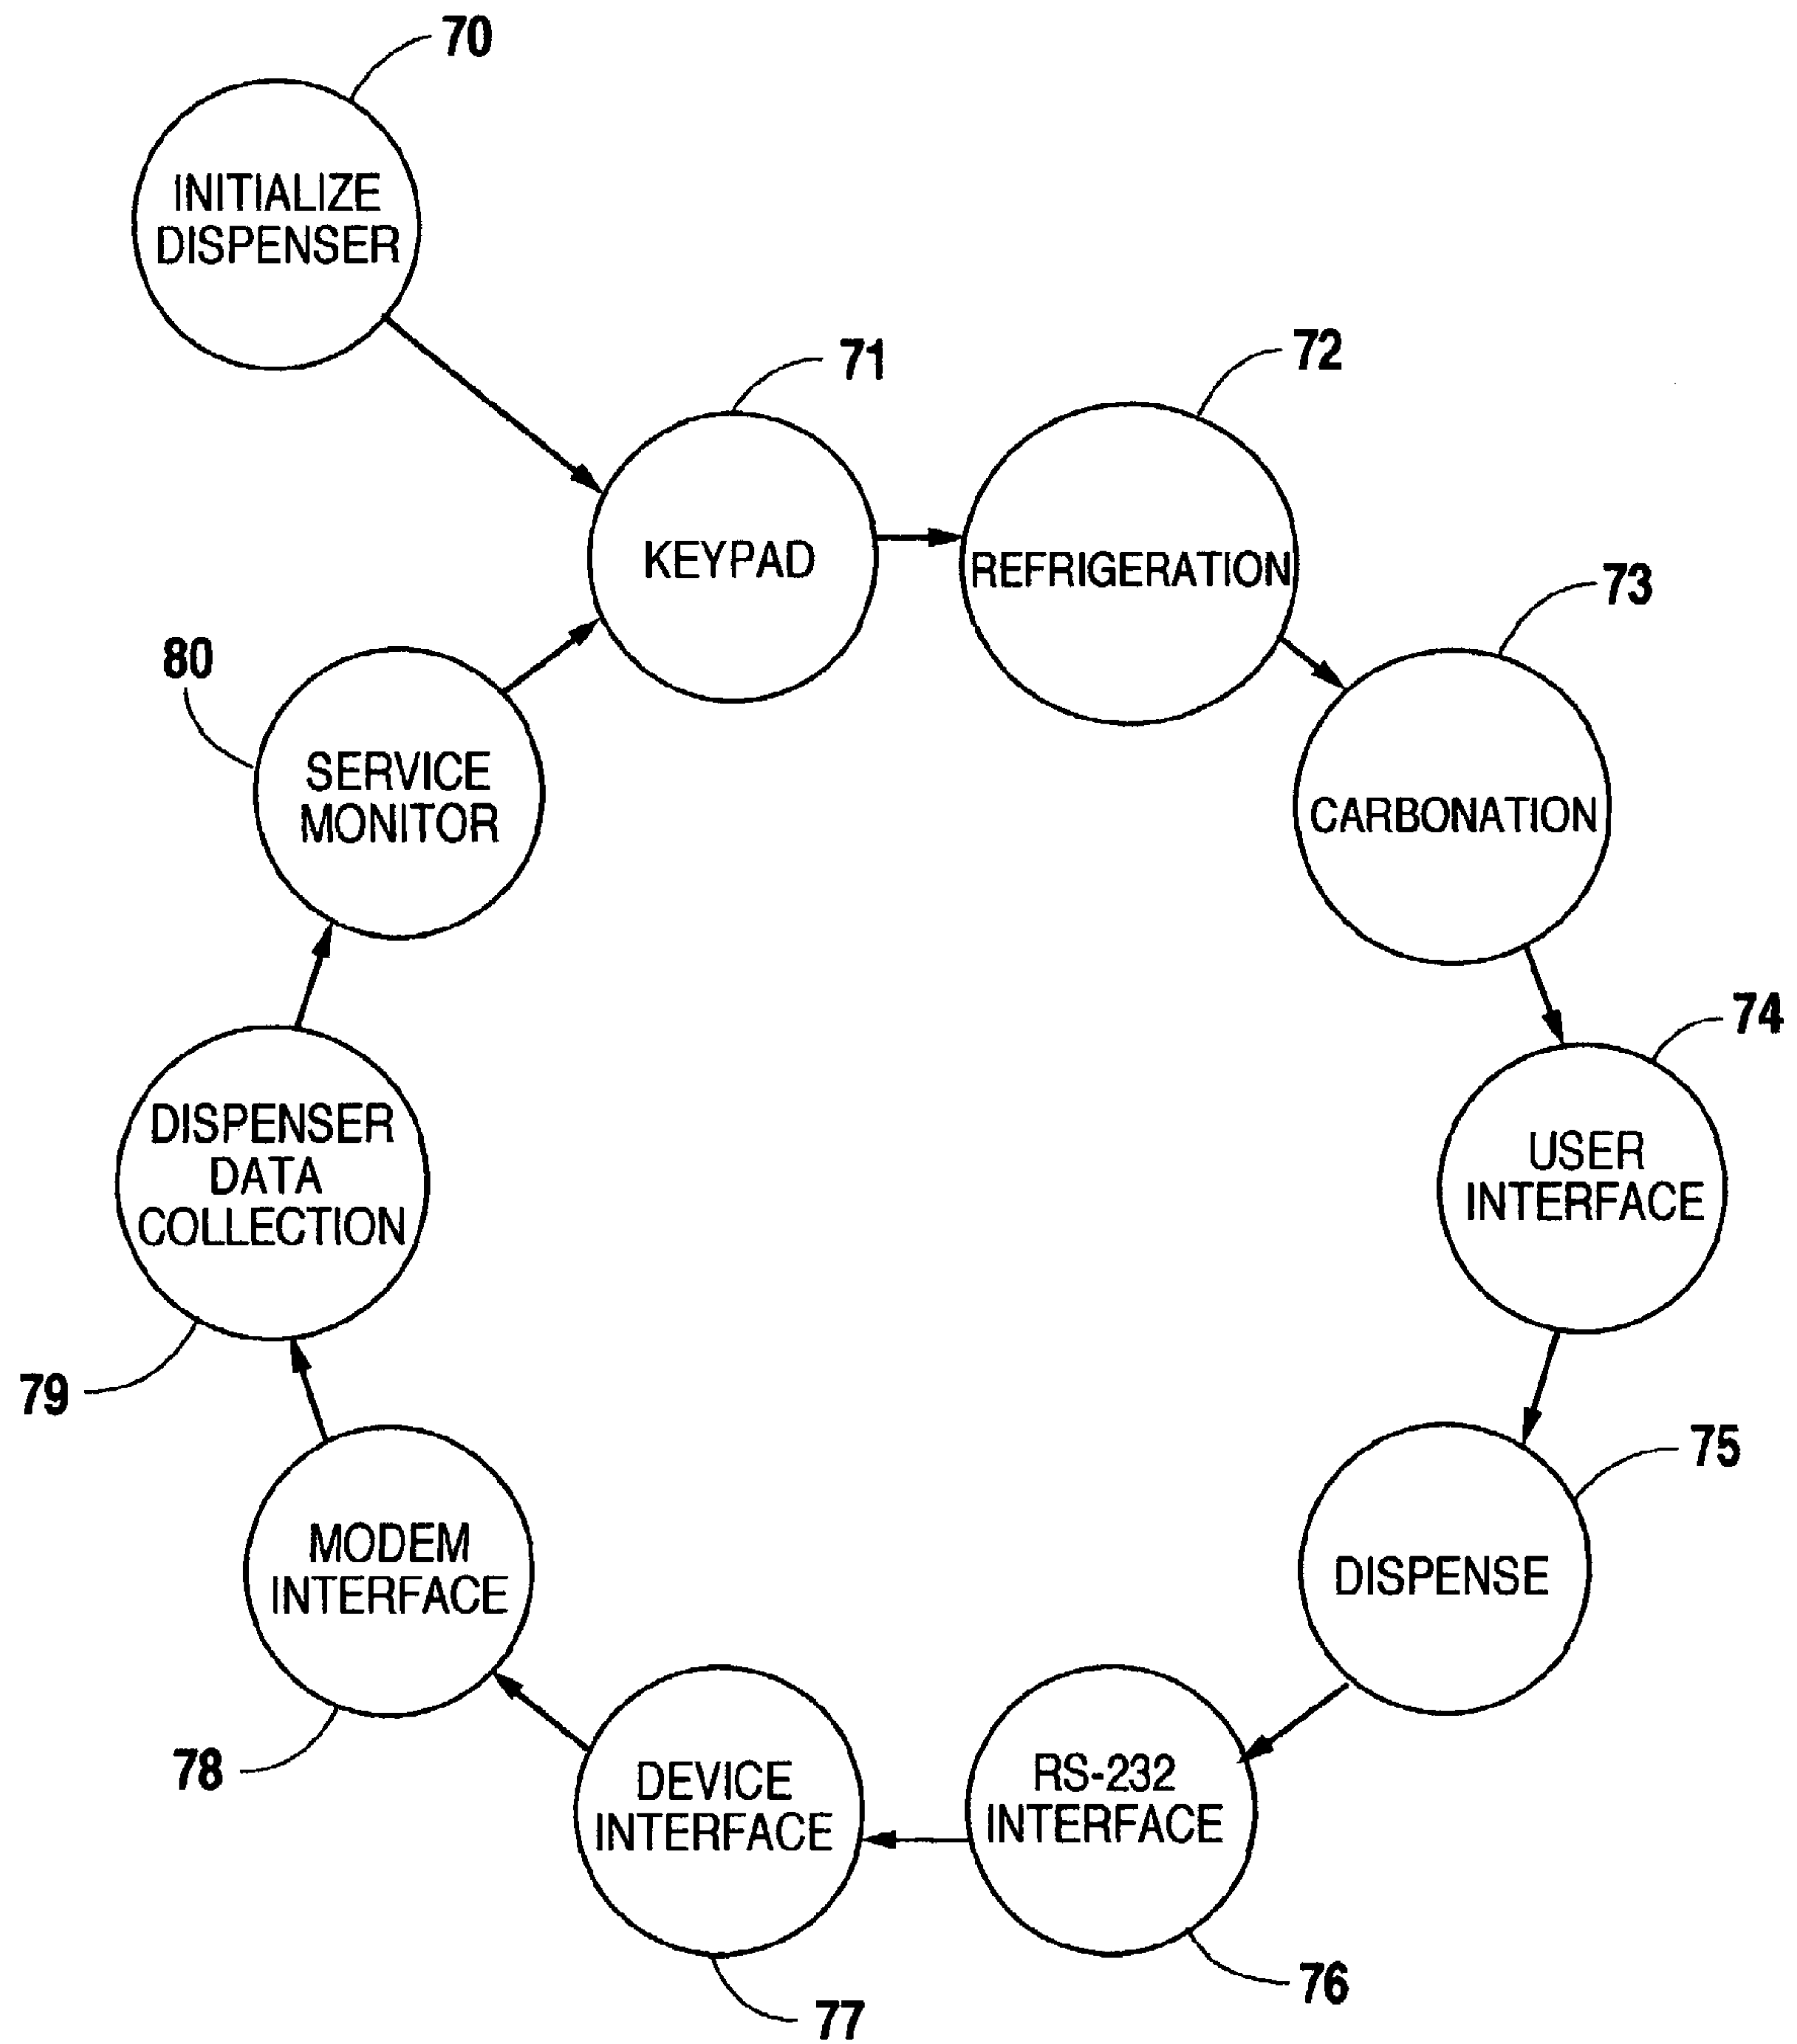 70
INITIALIZE
DISPENSER
71
KEYPAD
72
REFRIGERATION
73
CARBONATION
74
USER
INTERFACE
75
DISPENSE
76
RS-232
INTERFACE
77
DEVICE
INTERFACE
78
MODEM
INTERFACE
79
DISPENSER
DATA
COLLECTION
80
SERVICE
MONITOR